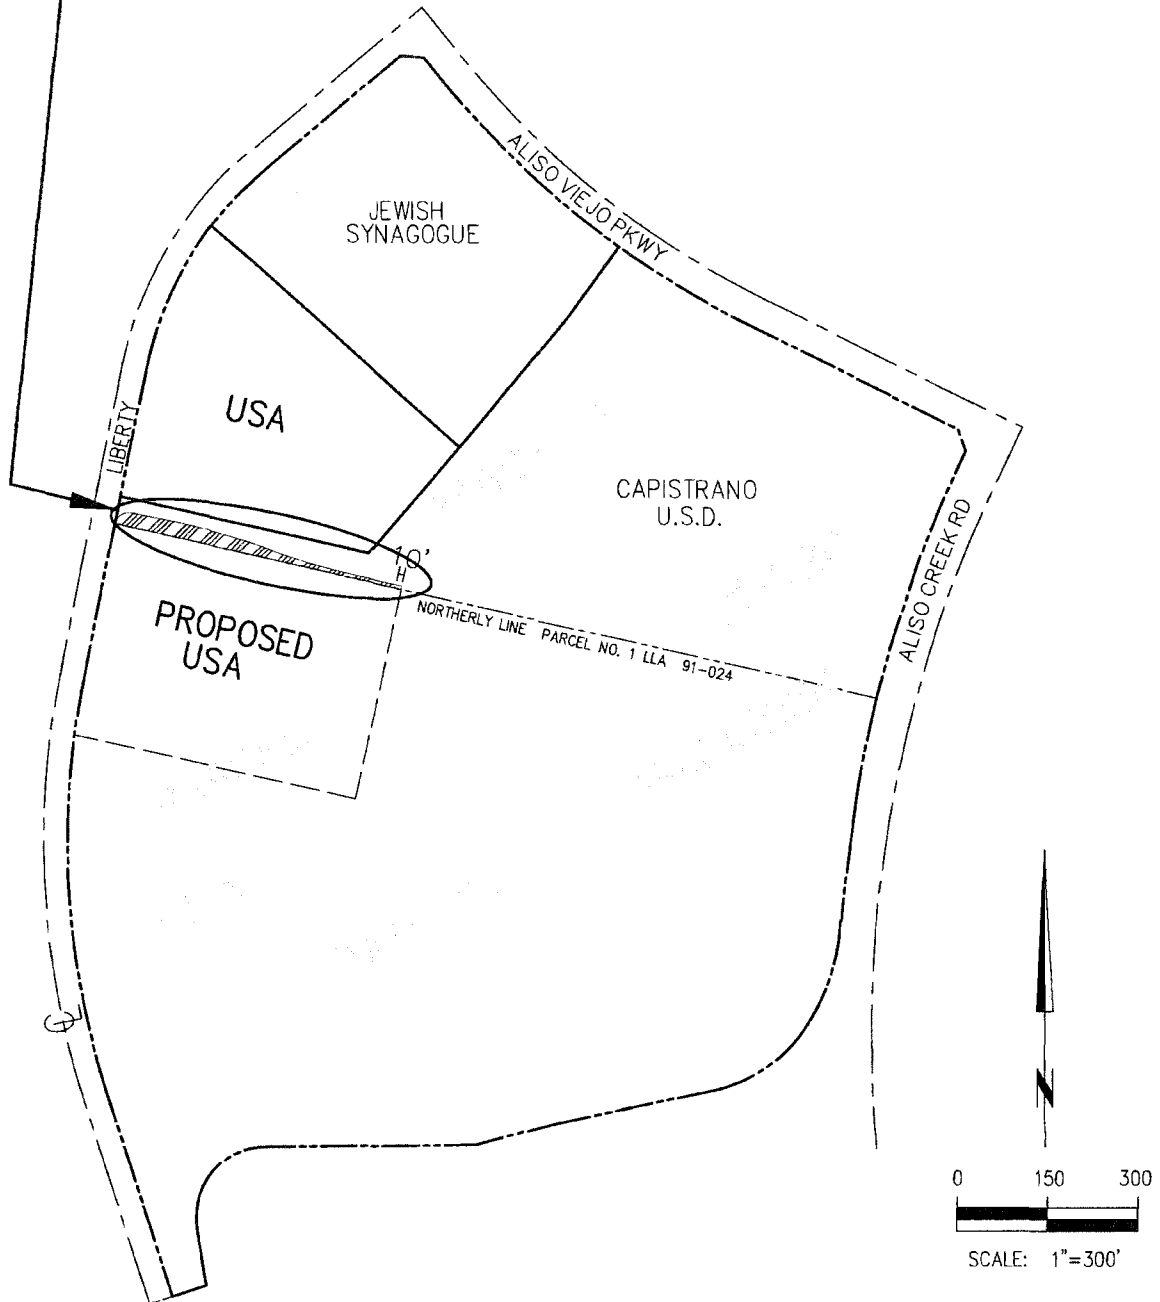 JEWISH
SYNAGOGUE
ALISO VIEJO PKWY
USA
LIBERTY
CAPISTRANO
U.S.D.
10'
H
NORTHERLY LINE PARCEL NO. 1 LLA 91-024
ALISO CREEK RD
PROPOSED
USA
CL
N
0 150 300
SCALE: 1"=300'